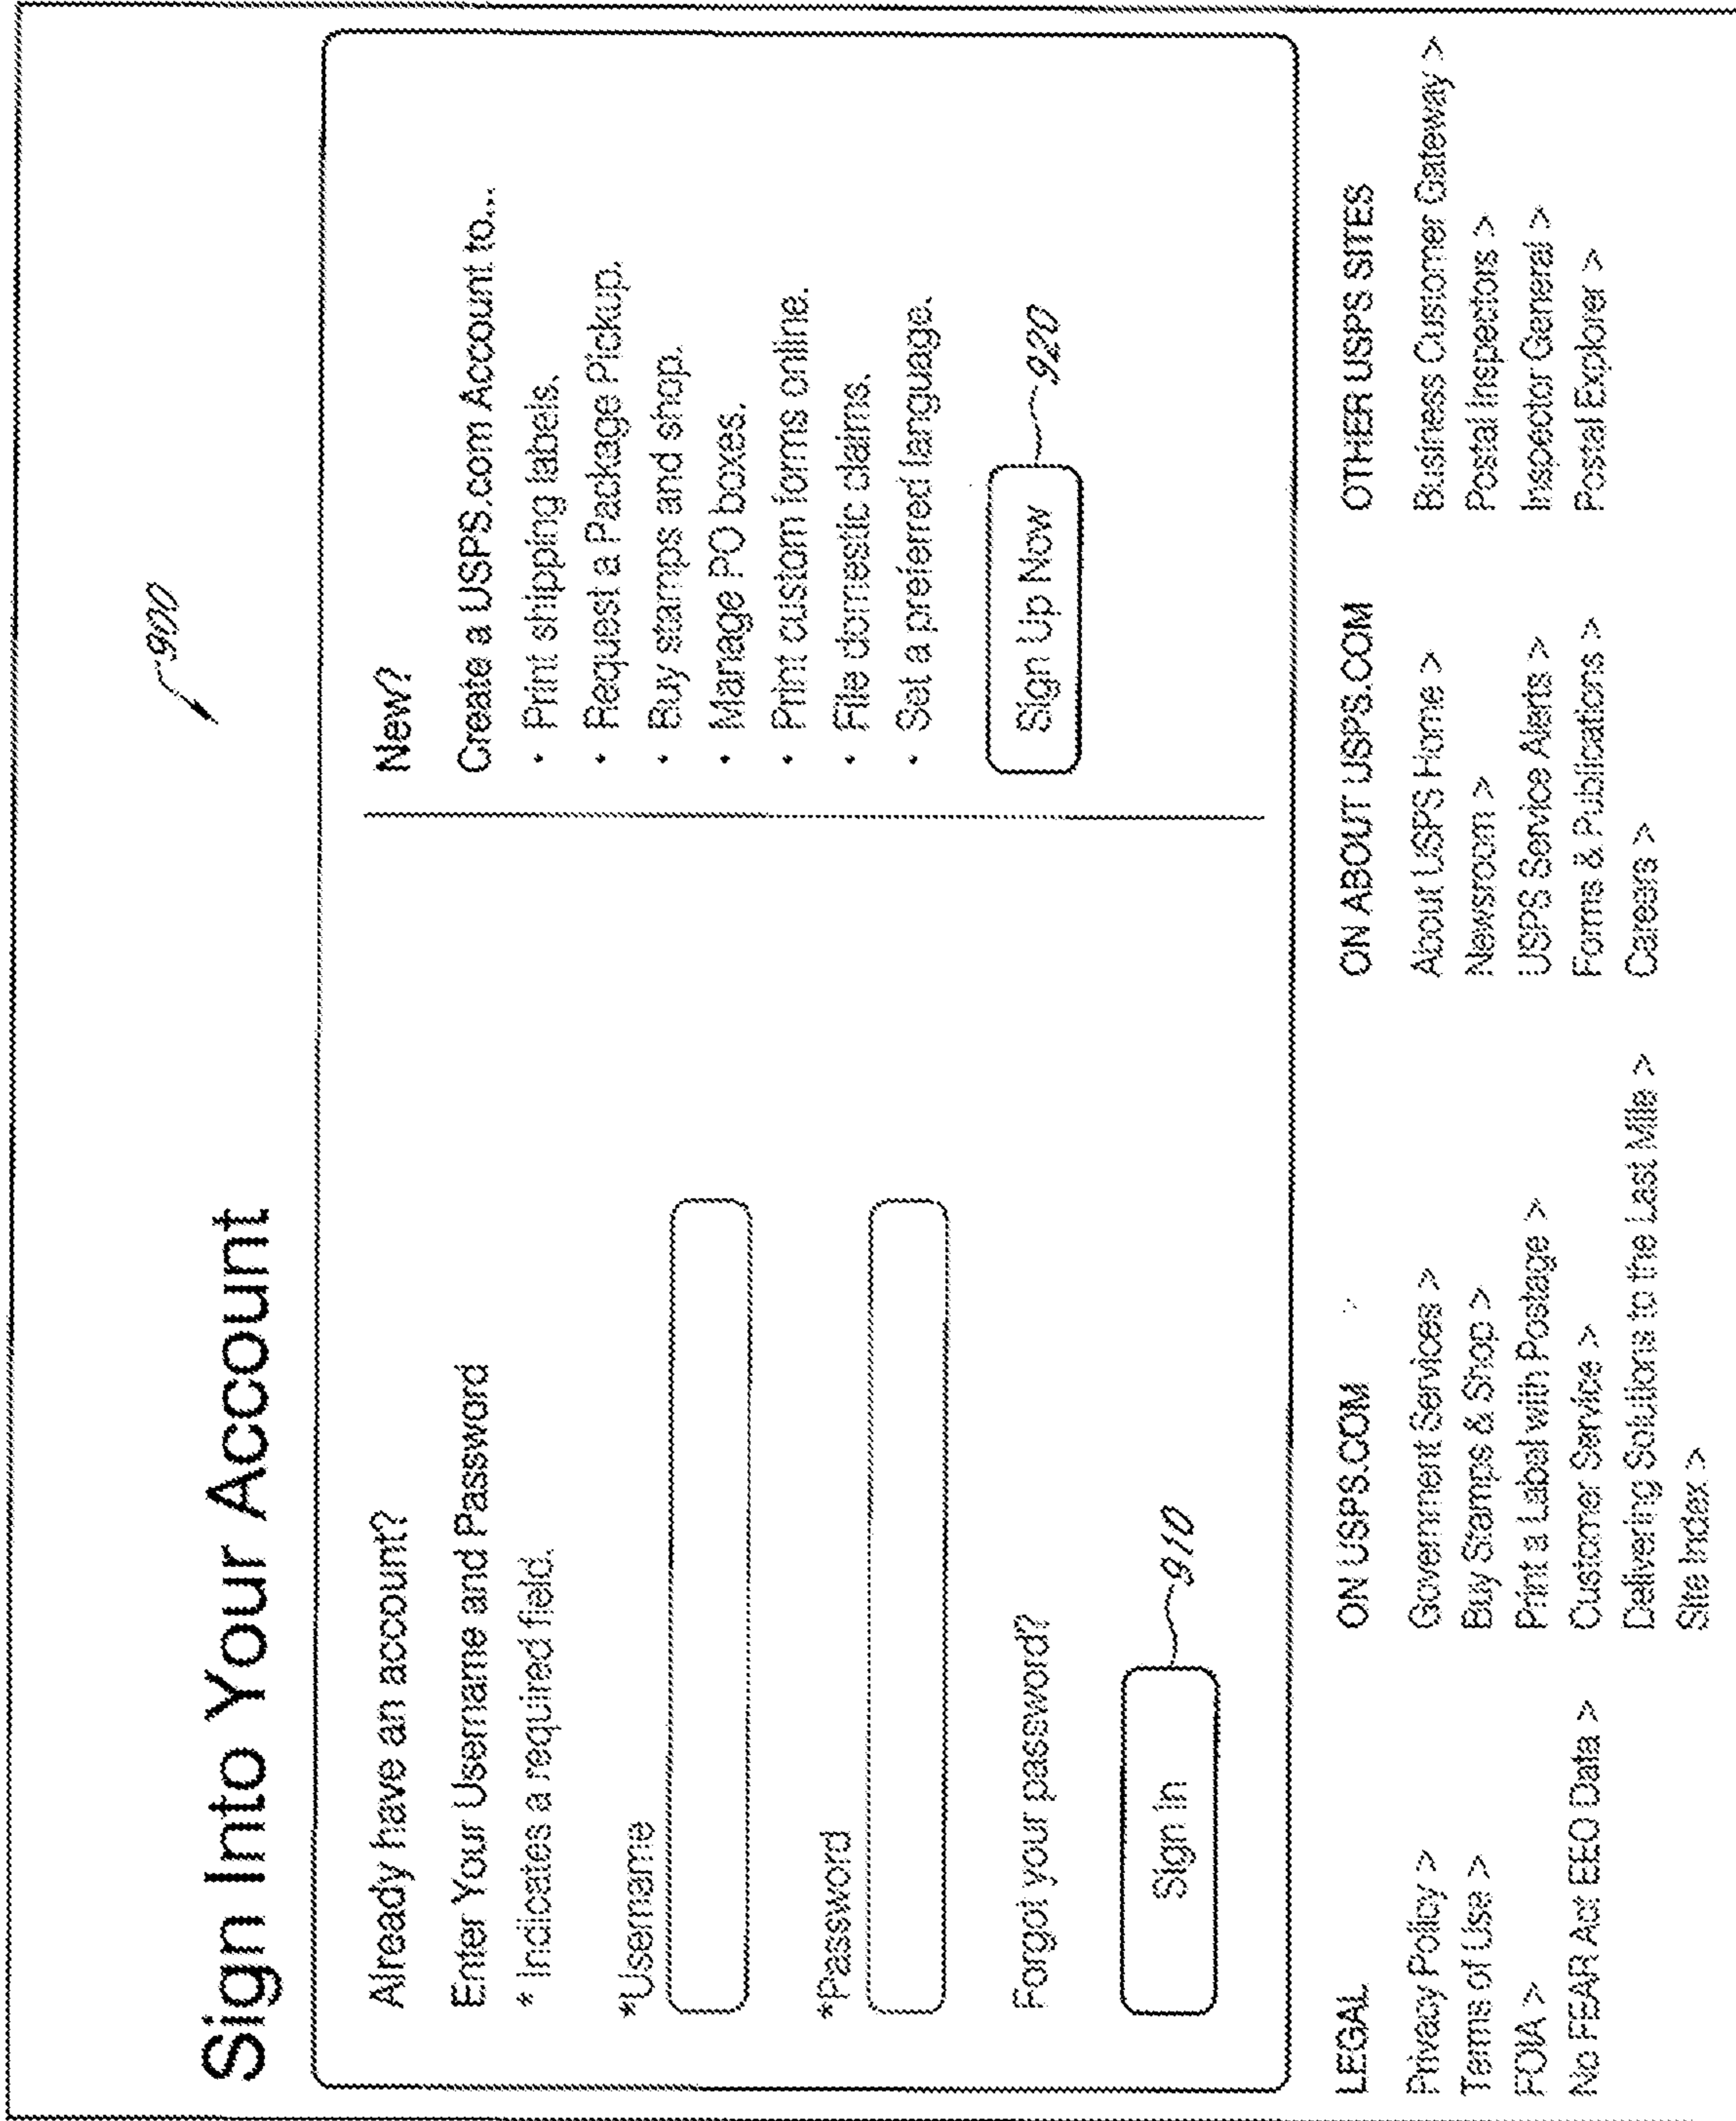 900
Sign Into Your Account
Already have an account?
Enter Your Username and Password
* Indicates a required field.
*Username
*Password
Forgot your password?
Sign In
910
New?
Create a USPS.com Account to...
• Print shipping labels.
• Request a Package Pickup.
• Buy stamps and shop.
• Manage PO boxes.
• Print custom forms online.
• File domestic claims.
• Set a preferred language.
Sign Up Now
920
LEGAL
Privacy Policy >
Terms of Use >
FOIA >
No FEAR Act EEO Data >
ON USPS.COM
Government Services >
Buy Stamps & Shop >
Print a Label with Postage >
Customer Service >
Delivering Solutions to the Last Mile >
Site Index >
ON ABOUT USPS.COM
About USPS Home >
Newsroom >
USPS Service Alerts >
Forms & Publications >
Careers >
OTHER USPS SITES
Business Customer Gateway >
Postal Inspectors >
Inspector General >
Postal Explorer >